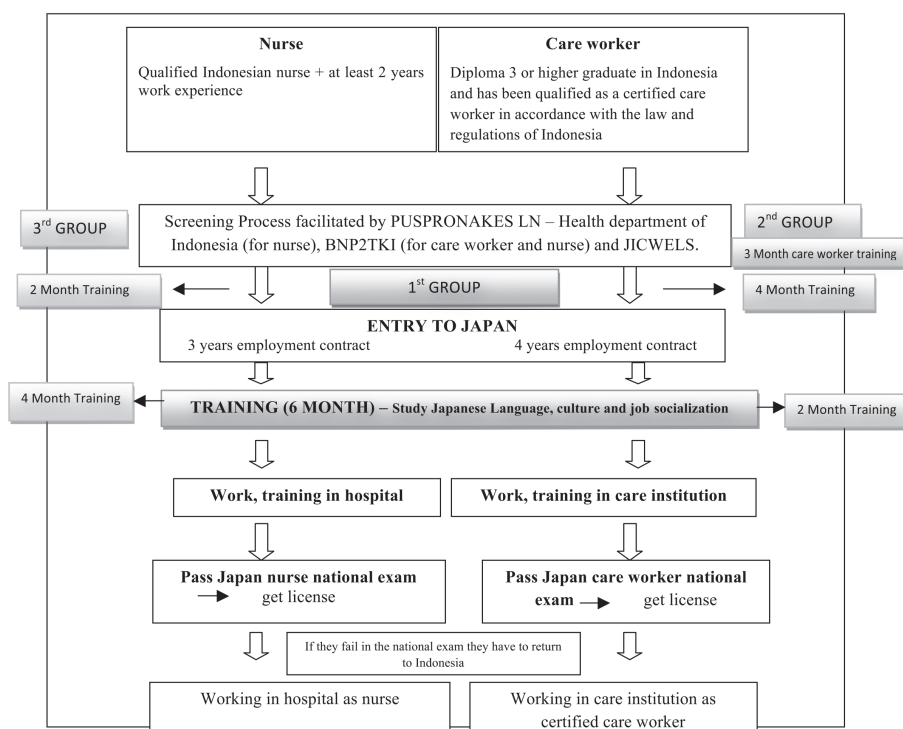 Nurse
Qualified Indonesian nurse + at least 2 years
work experience
Care worker
Diploma 3 or higher graduate in Indonesia
and has been qualified as a certified care
worker in accordance with the law and
regulations of Indonesia
3rd GROUP
Screening Process facilitated by PUSPRONAKES LN – Health department of
Indonesia (for nurse), BNP2TKI (for care worker and nurse) and JICWELS.
2nd GROUP
3 Month care worker training
2 Month Training
1st GROUP
4 Month Training
ENTRY TO JAPAN
3 years employment contract 4 years employment contract
4 Month Training
TRAINING (6 MONTH) – Study Japanese Language, culture and job socialization
2 Month Training
Work, training in hospital
Work, training in care institution
Pass Japan nurse national exam
get license
Pass Japan care worker national
exam get license
If they fail in the national exam they have to return
to Indonesia
Working in hospital as nurse
Working in care institution as
certified care worker